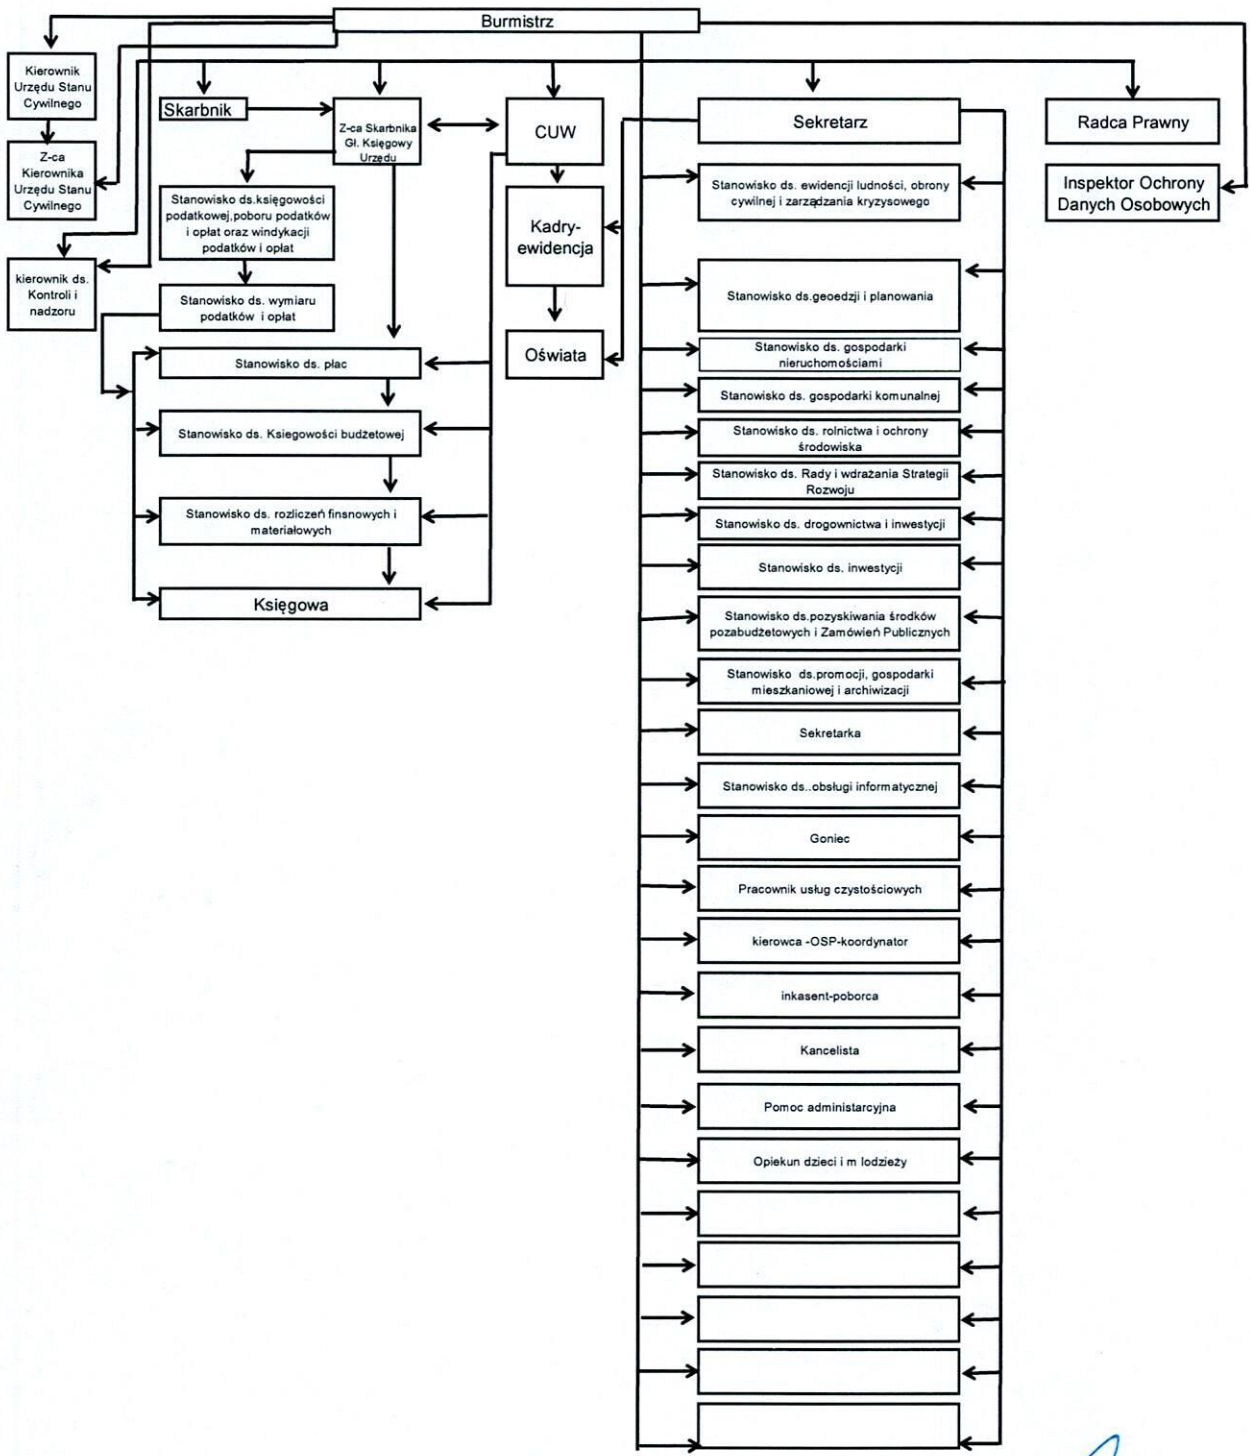 Burmistrz
Kierownik
Urzędu Stanu
Cywilnego
Z-ca
Kierownika
Urzędu Stanu
Cywilnego
kierownik ds.
Kontroli i
nadzoru
Skarbnik
Z-ca Skarbnika
Gł. Księgowy
Urzędu
Stanowisko ds.księgowości
podatkowej,poboru podatków
i opłat oraz windykacji
podatków i opłat
Stanowisko ds. wymiaru
podatków i opłat
Stanowisko ds. płac
Stanowisko ds. Ksiegowości budżetowej
Stanowisko ds. rozliczeń finsnowych i
materiałowych
Księgowa
CUW
Kadry-
ewidencja
Oświata
Sekretarz
Stanowisko ds. ewidencji ludności, obrony
cywilnej i zarządzania kryzysowego
Stanowisko ds.geoedzji i planowania
Stanowisko ds. gospodarki
nieruchomościami
Stanowisko ds. gospodarki komunalnej
Stanowisko ds. rolnictwa i ochrony
środowiska
Stanowisko ds. Rady i wdrażania Strategii
Rozwoju
Stanowisko ds. drogownictwa i inwestycji
Stanowisko ds. inwestycji
Stanowisko ds.pozyskiwania środków
pozabudżetowych i Zamówień Publicznych
Stanowisko ds.promocji, gospodarki
mieszkaniowej i archiwizacji
Sekretarka
Stanowisko ds..obsługi informatycznej
Goniec
Pracownik usług czystościowych
kierowca -OSP-koordynator
inkasent-poborca
Kancelista
Pomoc administarcyjna
Opiekun dzieci i m lodzieży
Radca Prawny
Inspektor Ochrony
Danych Osobowych